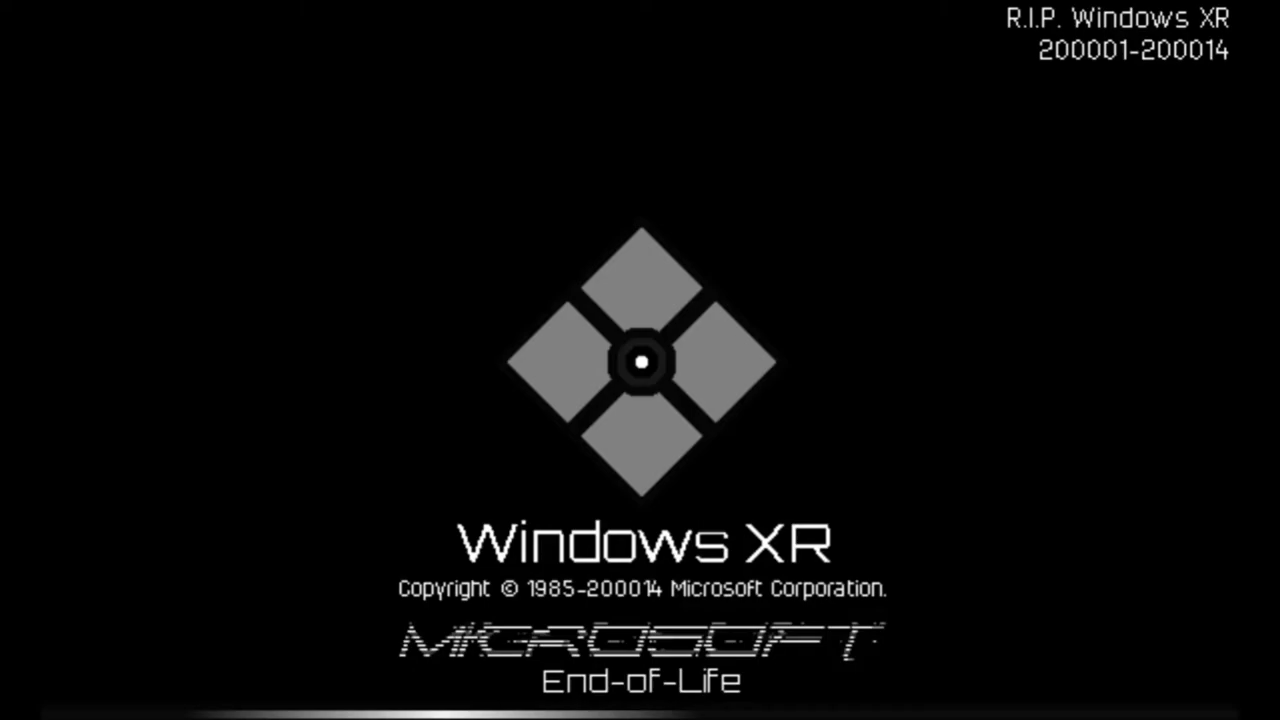 R.I.P. Windows XR
200001-200014
Windows XR
Copyright © 1985-200014 Microsoft Corporation.
MICROSOFT
End-of-Life